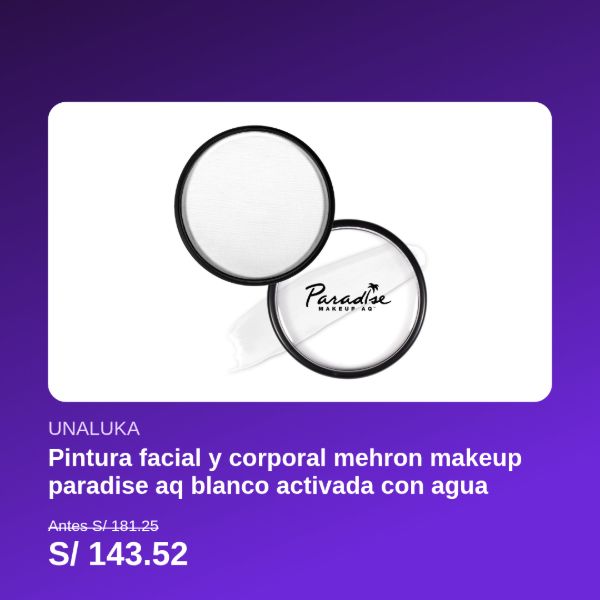 Paradise
MAKEUP AQ™
UNALUKA
Pintura facial y corporal mehron makeup
paradise aq blanco activada con agua
Antes S/ 181.25
S/ 143.52